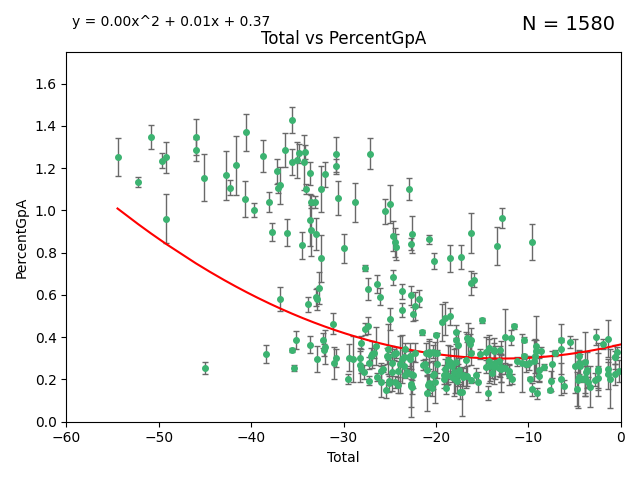 y = 0.00x^2 + 0.01x + 0.37
N = 1580
Total vs PercentGpA
PercentGpA
1.6
1.4
1.2
1.0
0.8
0.6
0.4
0.2
0.0
−60 −50 −40 −30 −20 −10 0
Total